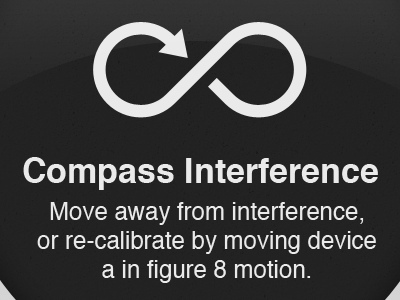 Compass Interference
Move away from interference,
or re-calibrate by moving device
a in figure 8 motion.